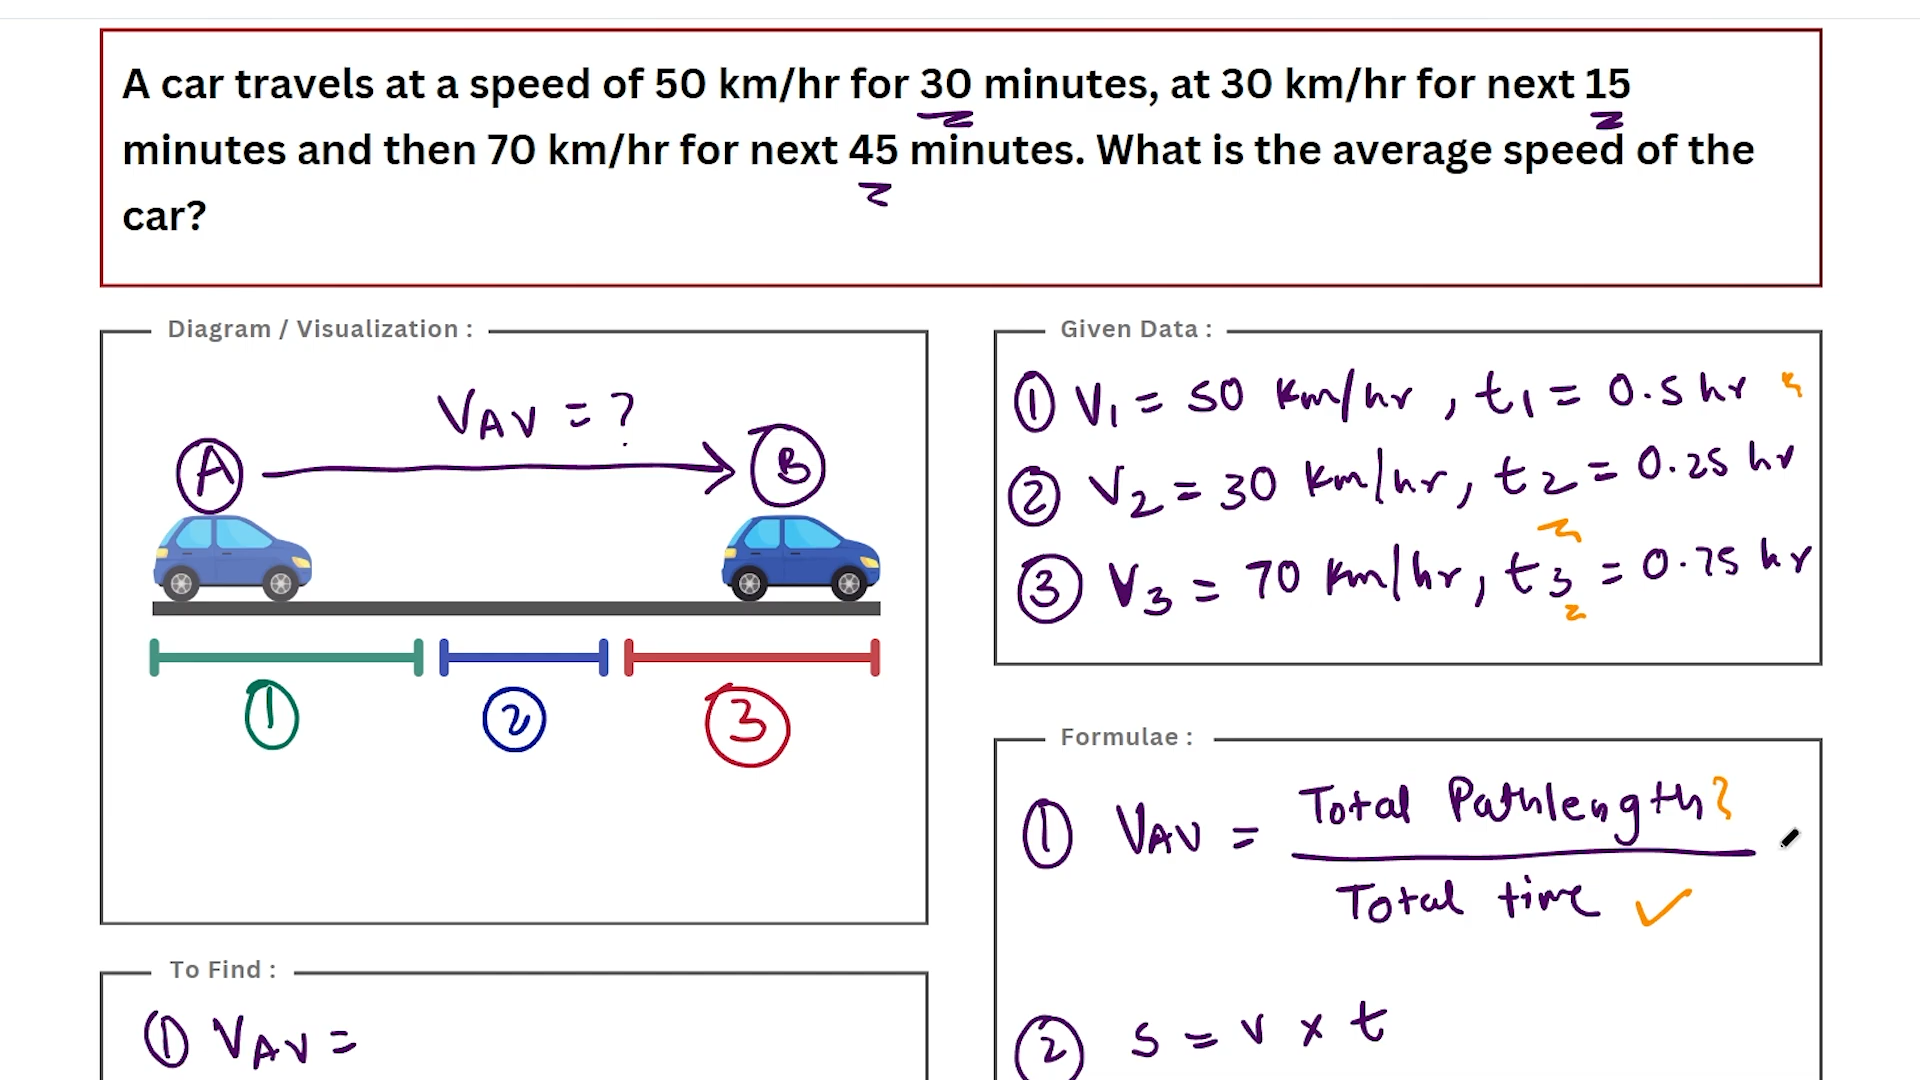 A car travels at a speed of 50 km/hr for 30 minutes, at 30 km/hr for next 15
minutes and then 70 km/hr for next 45 minutes. What is the average speed of the
car?
Diagram / Visualization :
VAV = ?
A
B
1
2
3
Given Data :
1 V1 = 50 km/hr , t1 = 0.5 hr
2 V2 = 30 km/hr, t2 = 0.25 hr
3 V3 = 70 km/hr, t3 = 0.75 hr
Formulae :
1 VAV = Total Pathlength?
Total time ✓
2 s = v x t
To Find :
1 VAV =